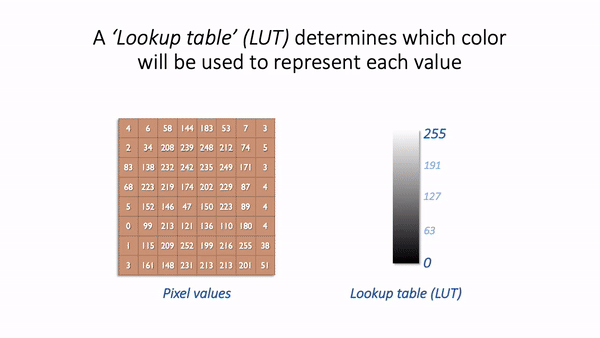 A ‘Lookup table’ (LUT) determines which color
will be used to represent each value
4 6 58 144 183 53 7 3
2 34 208 239 248 212 74 5
83 138 232 242 235 249 171 3
68 223 219 174 202 229 87 4
5 152 146 47 150 223 89 4
0 99 213 121 136 110 180 4
1 115 209 252 199 216 255 38
3 161 148 231 213 213 201 51
255
191
127
63
0
Pixel values
Lookup table (LUT)